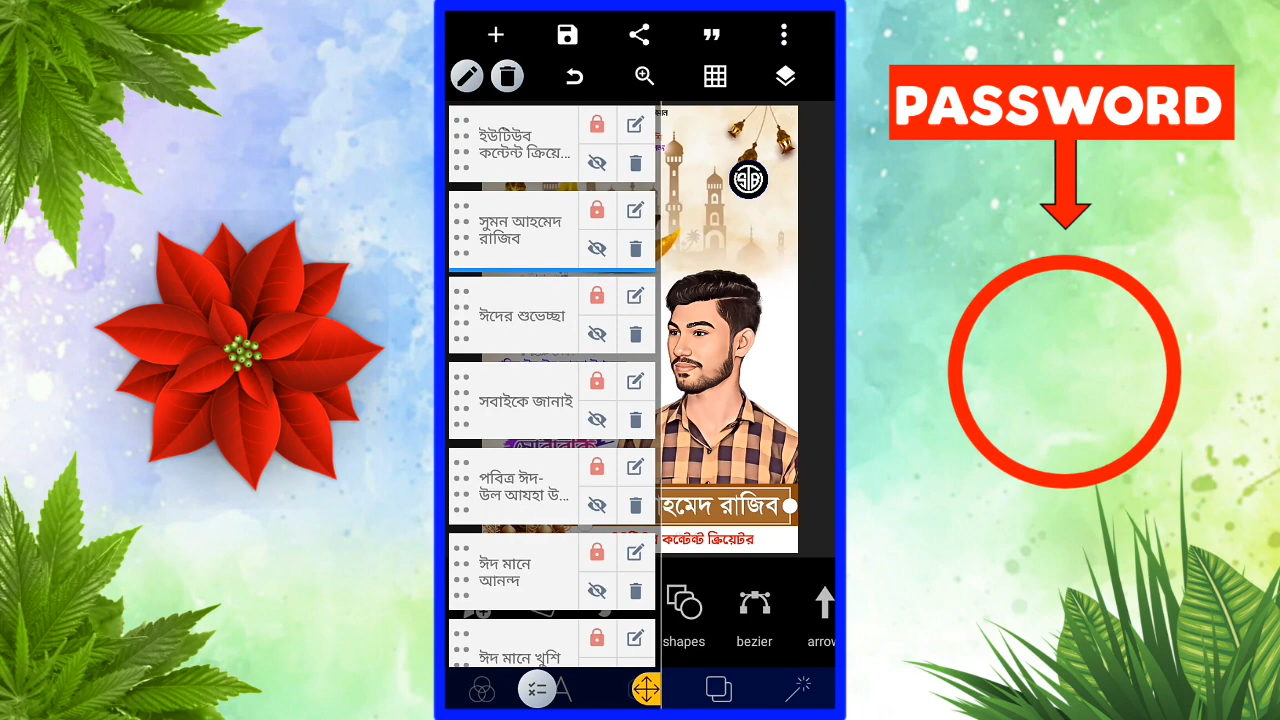 PASSWORD
ইউটিউব
কন্টেন্ট ক্রিয়ে...
সুমন আহমেদ
রাজিব
ঈদের শুভেচ্ছা
সবাইকে জানাই
পবিত্র ঈদ-
উল আযহা উ...
ঈদ মানে
আনন্দ
ঈদ মানে খুশি
হমেদ রাজিব
কন্টেন্ট ক্রিয়েটর
shapes
bezier
arrow